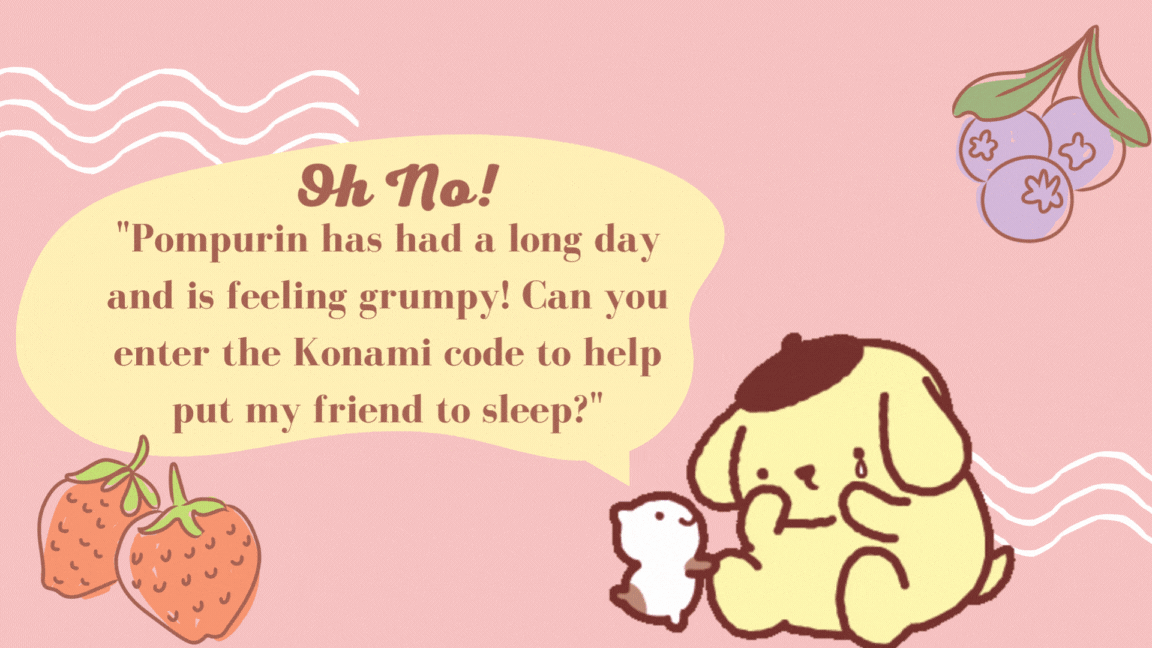 Oh No!
"Pompurin has had a long day
and is feeling grumpy! Can you
enter the Konami code to help
put my friend to sleep?"